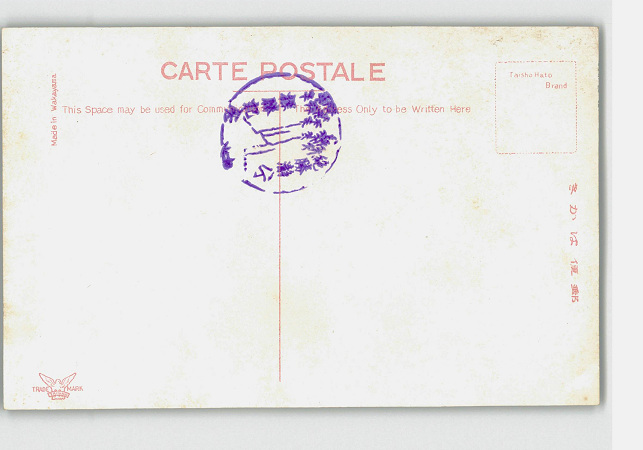 CARTE POSTALE
This Space may be used for Comm
ess Only to be Written Here
Made in Wakayama
Taisho Hato
Brand
きかは便郵
TRADE MARK